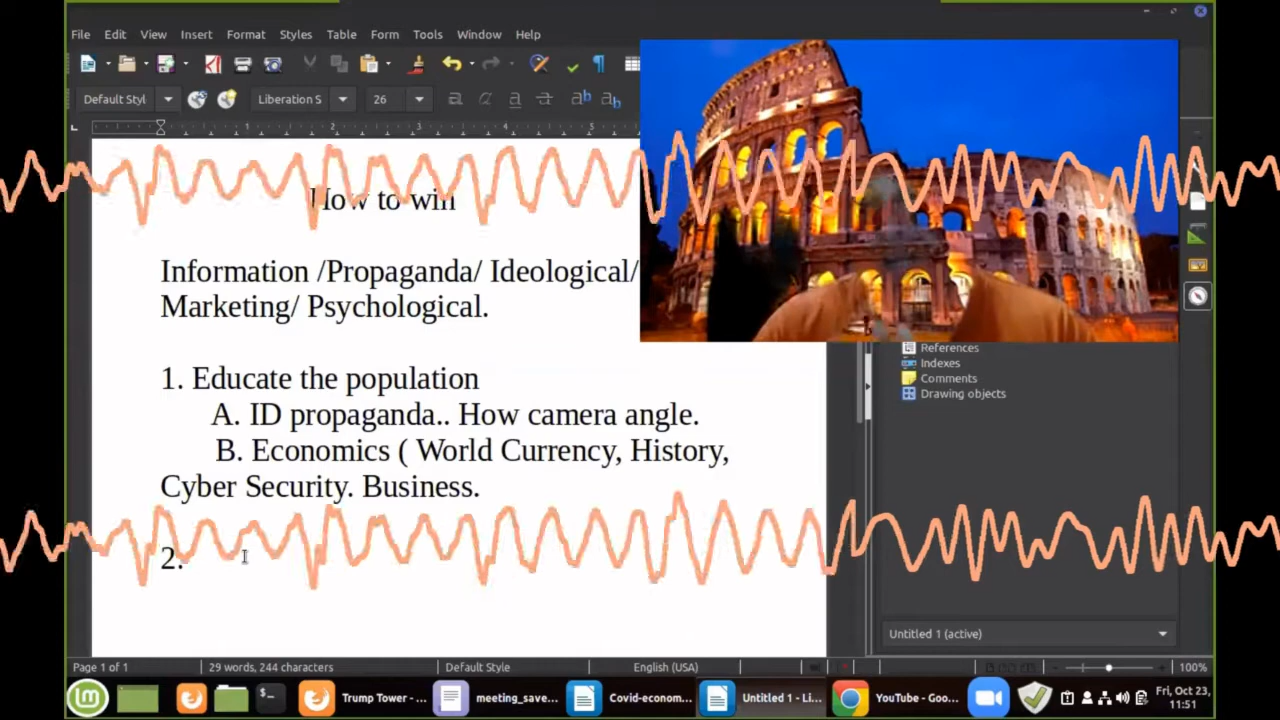 File Edit View Insert Format Styles Table Form Tools Window Help
Default Styl Liberation S 26
How to win
Information /Propaganda/ Ideological/
Marketing/ Psychological.
1. Educate the population
A. ID propaganda.. How camera angle.
B. Economics ( World Currency, History,
Cyber Security. Business.
2.
References
Indexes
Comments
Drawing objects
Untitled 1 (active)
Page 1 of 1 29 words, 244 characters Default Style English (USA) 100%
Trump Tower - ... meeting_save... Covid-econom... Untitled 1 - Li... YouTube - Goo... Fri, Oct 23,
11:51